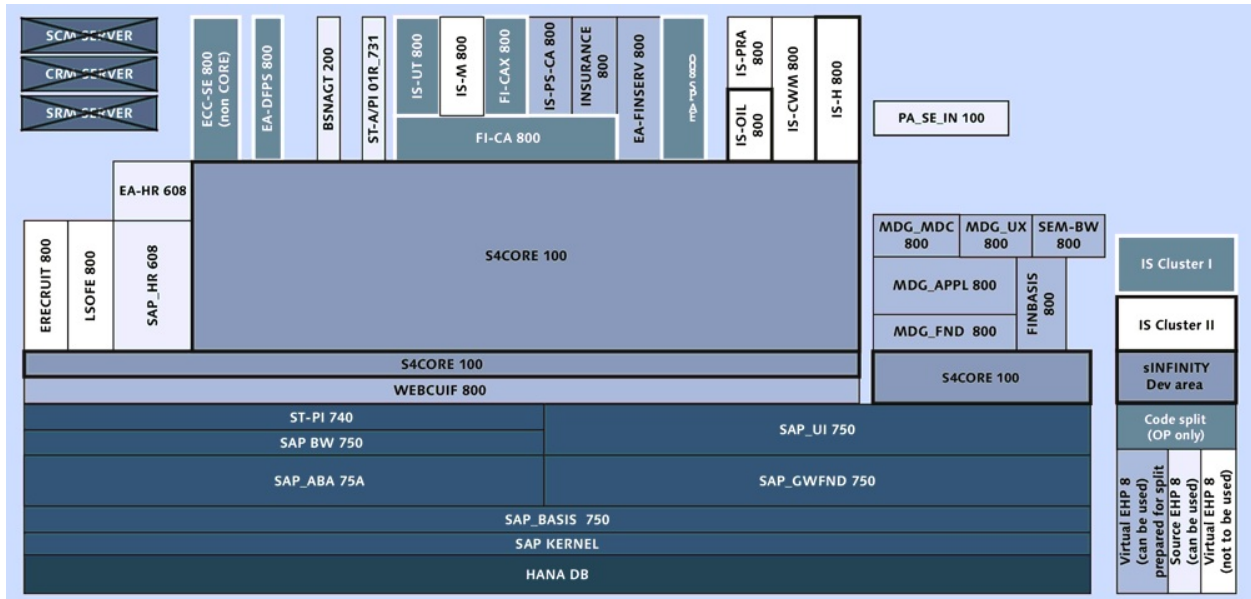 SCM SERVER
CRM SERVER
SRM SERVER
ECC-SE 800
(non CORE)
EA-DFPS 800
BSNAGT 200
ST-A/PI 01R_731
IS-UT 800
IS-M 800
FI-CAX 800
IS-PS-CA 800
INSURANCE
800
FI-CA 800
EA-FINSERV 800
IS-PRA
800
IS-OIL
800
IS-CWM 800
IS-H 800
PA_SE_IN 100
EA-HR 608
ERECRUIT 800
LSOFE 800
SAP_HR 608
S4CORE 100
MDG_MDC
800
MDG_UX
800
SEM-BW
800
MDG_APPL 800
FINBASIS
800
MDG_FND 800
S4CORE 100
S4CORE 100
WEBCUIF 800
ST-PI 740
SAP BW 750
SAP_UI 750
SAP_ABA 75A
SAP_GWFND 750
SAP_BASIS 750
SAP KERNEL
HANA DB
IS Cluster I
IS Cluster II
sINFINITY
Dev area
Code split
(OP only)
Virtual EHP 8
(can be used)
prepared for split
Source EHP 8
(can be used)
Virtual EHP 8
(not to be used)